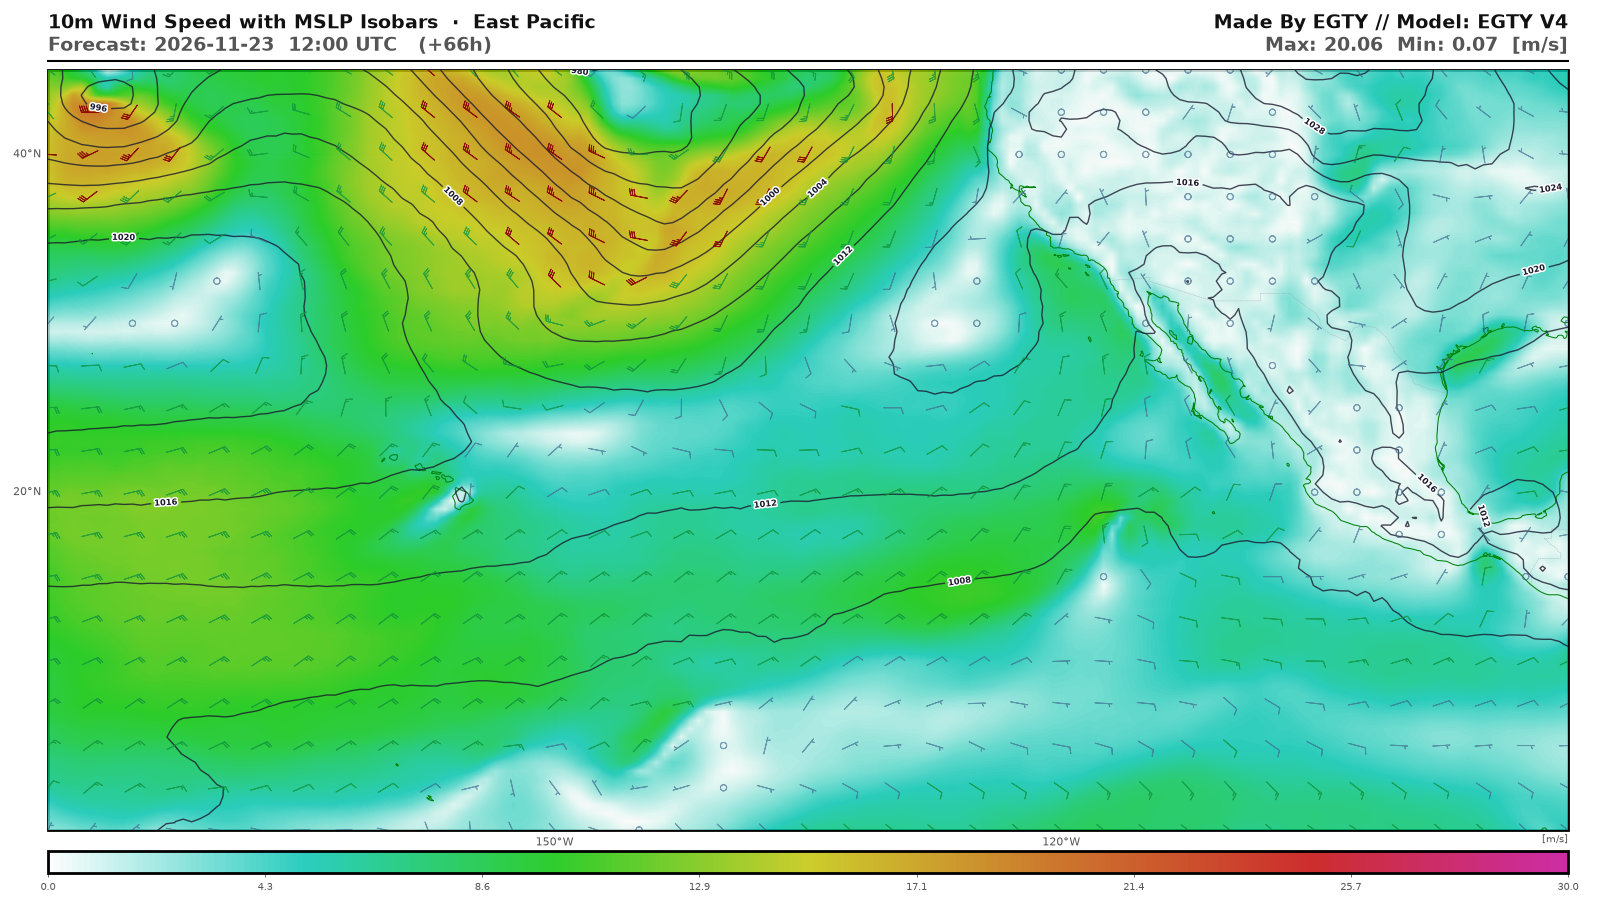 10m Wind Speed with MSLP Isobars · East Pacific
Made By EGTY // Model: EGTY V4
Forecast: 2026-11-23 12:00 UTC (+66h)
Max: 20.06 Min: 0.07 [m/s]
980
996
1028
40°N
1016
1024
1008
1000
1004
1020
1012
1020
20°N
1016
1016
1012
1012
1008
150°W
120°W
[m/s]
0.0
4.3
8.6
12.9
17.1
21.4
25.7
30.0